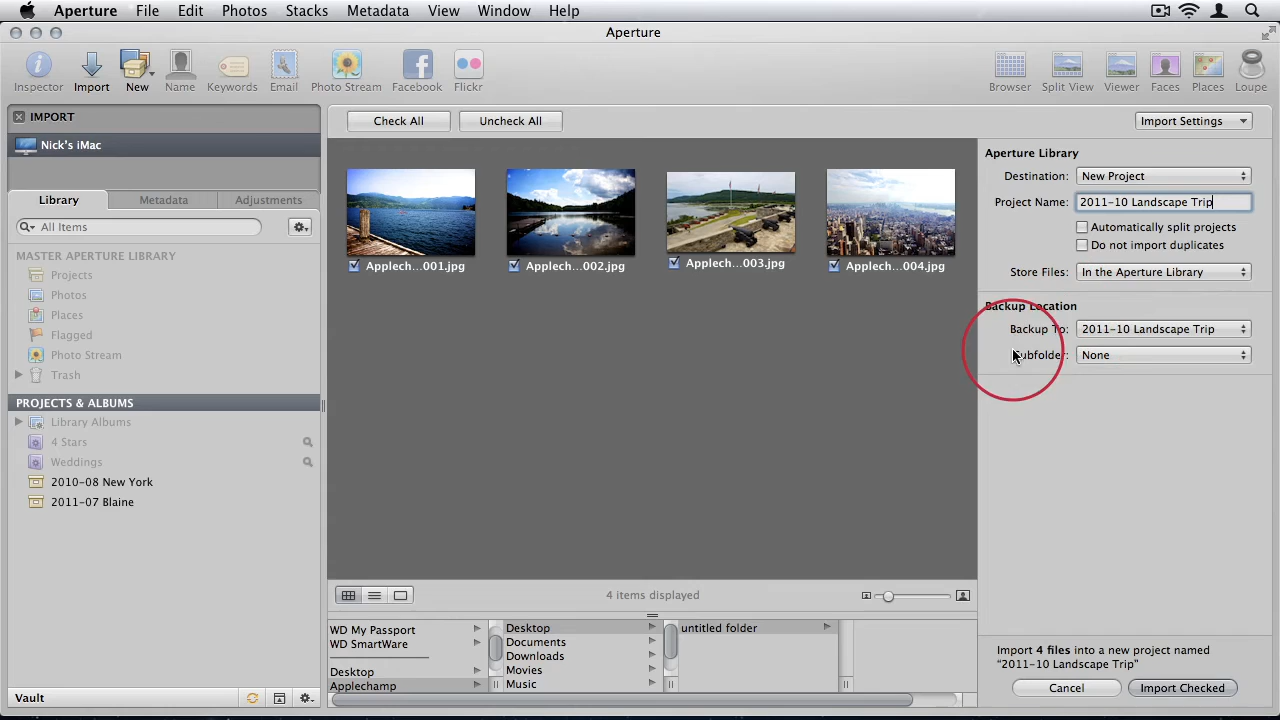 Aperture File Edit Photos Stacks Metadata View Window Help
Aperture
Inspector Import New Name Keywords Email Photo Stream Facebook Flickr Browser Split View Viewer Faces Places Loupe
IMPORT
Nick's iMac
Library Metadata Adjustments
All Items
MASTER APERTURE LIBRARY
Projects
Photos
Places
Flagged
Photo Stream
Trash
PROJECTS & ALBUMS
Library Albums
4 Stars
Weddings
2010-08 New York
2011-07 Blaine
Vault
Check All Uncheck All Import Settings
Applech...001.jpg Applech...002.jpg Applech...003.jpg Applech...004.jpg
4 items displayed
WD My Passport
WD SmartWare
Desktop
Applechamp
Desktop
Documents
Downloads
Movies
Music
untitled folder
Aperture Library
Destination: New Project
Project Name: 2011-10 Landscape Trip
Automatically split projects
Do not import duplicates
Store Files: In the Aperture Library
Backup Location
Backup To: 2011-10 Landscape Trip
Subfolder: None
Import 4 files into a new project named
“2011-10 Landscape Trip”
Cancel Import Checked